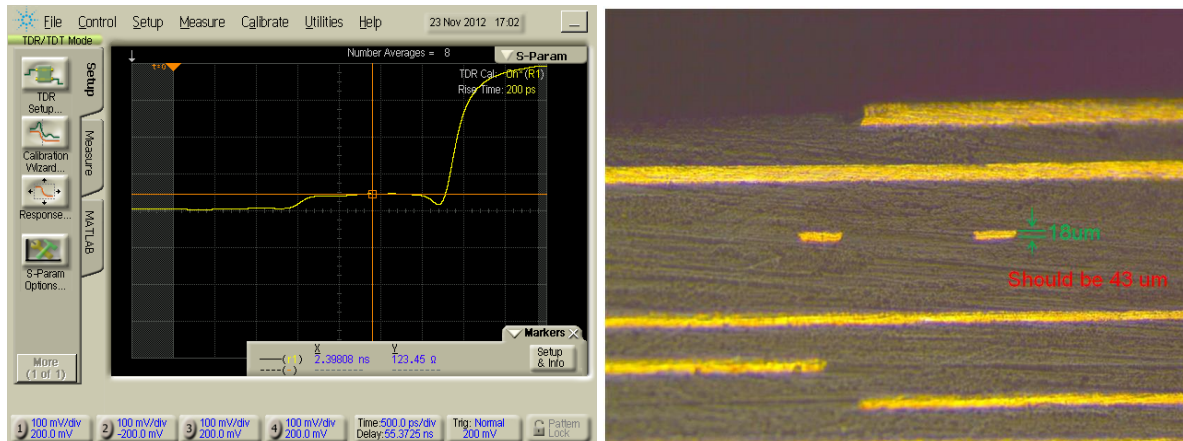 File Control Setup Measure Calibrate Utilities Help 23 Nov 2012 17:02
TDR/TDT Mode
Number Averages = 8
S-Param
t=0
TDR Cal: On* (R1)
Rise Time: 200 ps
Setup
Measure
MATLAB
TDR
Setup...
Calibration
Wizard...
Response...
S-Param
Options...
More
(1 of 1)
Markers
X Y
(r1) 2.39808 ns 123.45 Ω
Setup
& Info
1 100 mV/div
200.0 mV
2 100 mV/div
-200.0 mV
3 100 mV/div
200.0 mV
4 100 mV/div
200.0 mV
Time:500.0 ps/div
Delay:55.3725 ns
Trig: Normal
200 mV
Pattern
Lock
18um
Should be 43 um